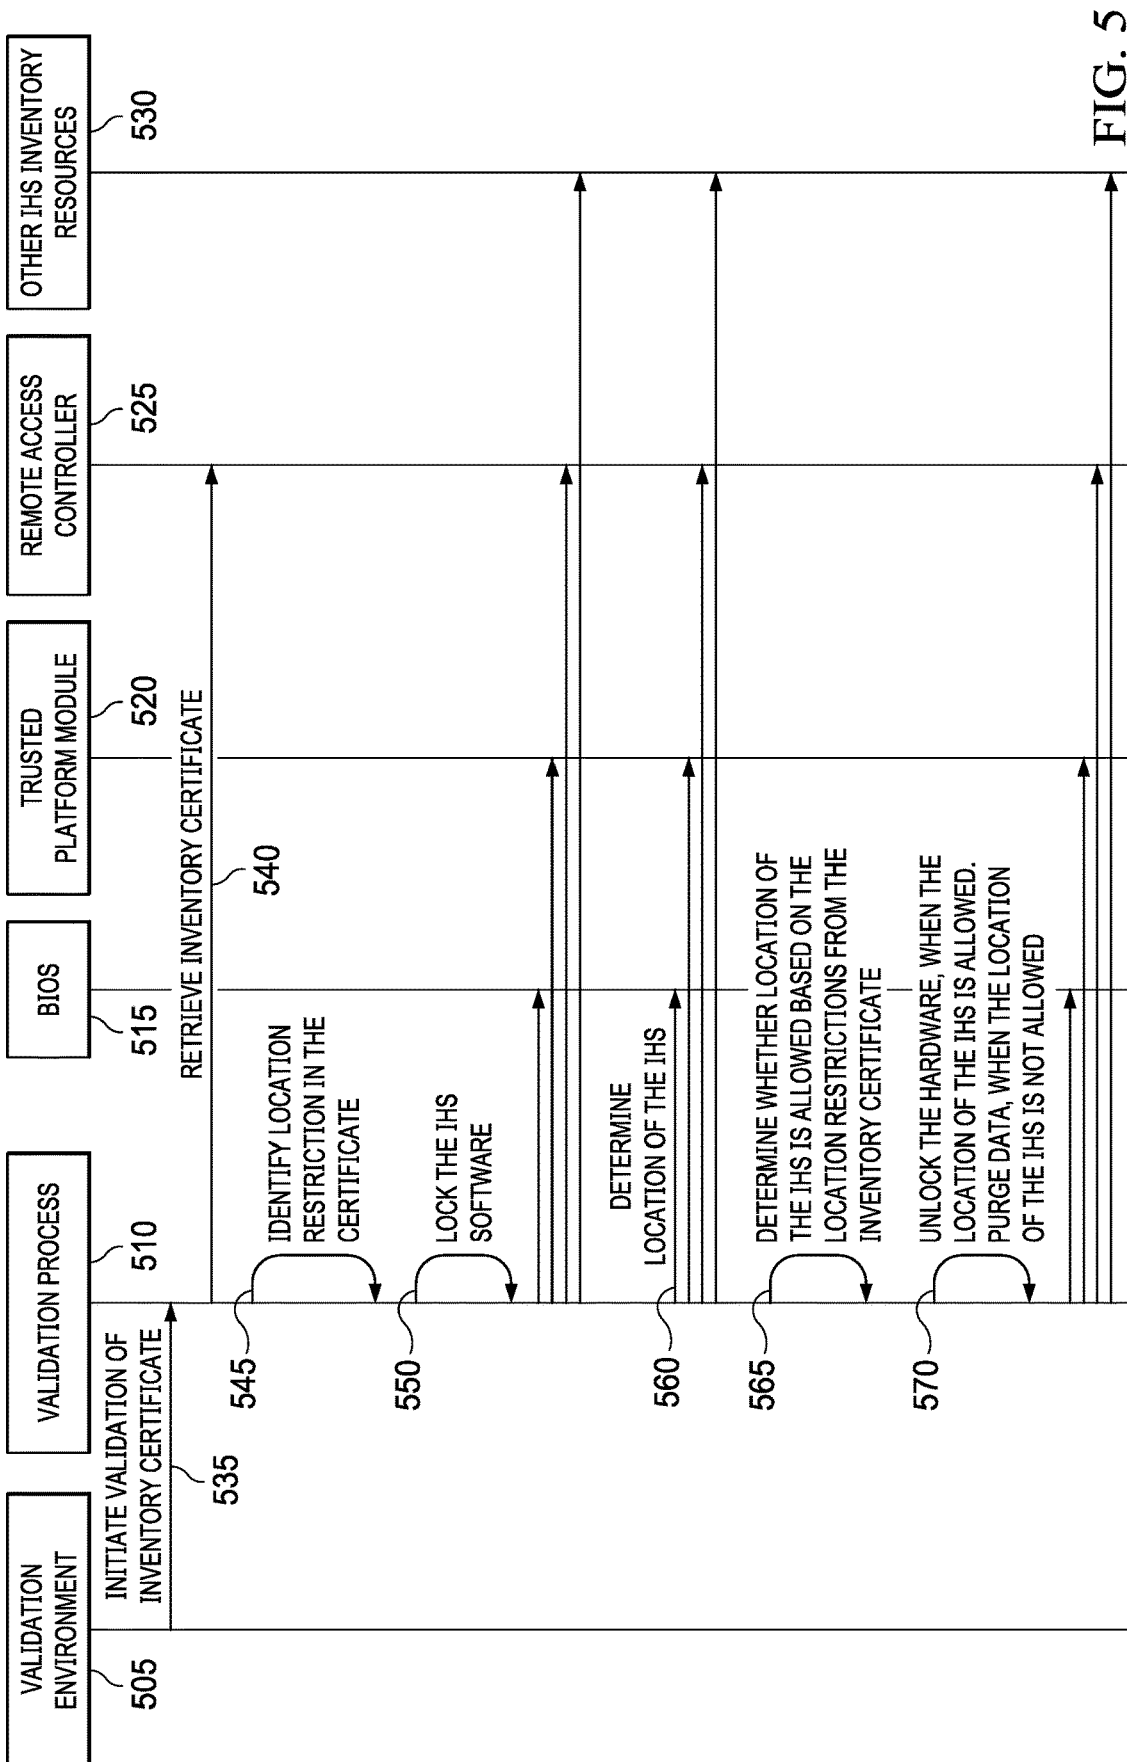 VALIDATION
ENVIRONMENT
505
VALIDATION PROCESS
510
BIOS
515
TRUSTED
PLATFORM MODULE
520
REMOTE ACCESS
CONTROLLER
525
OTHER IHS INVENTORY
RESOURCES
530
INITIATE VALIDATION OF
INVENTORY CERTIFICATE
535
RETRIEVE INVENTORY CERTIFICATE
540
545
IDENTIFY LOCATION
RESTRICTION IN THE
CERTIFICATE
550
LOCK THE IHS
SOFTWARE
DETERMINE
LOCATION OF THE IHS
560
565
DETERMINE WHETHER LOCATION OF
THE IHS IS ALLOWED BASED ON THE
LOCATION RESTRICTIONS FROM THE
INVENTORY CERTIFICATE
570
UNLOCK THE HARDWARE, WHEN THE
LOCATION OF THE IHS IS ALLOWED.
PURGE DATA, WHEN THE LOCATION
OF THE IHS IS NOT ALLOWED
FIG. 5